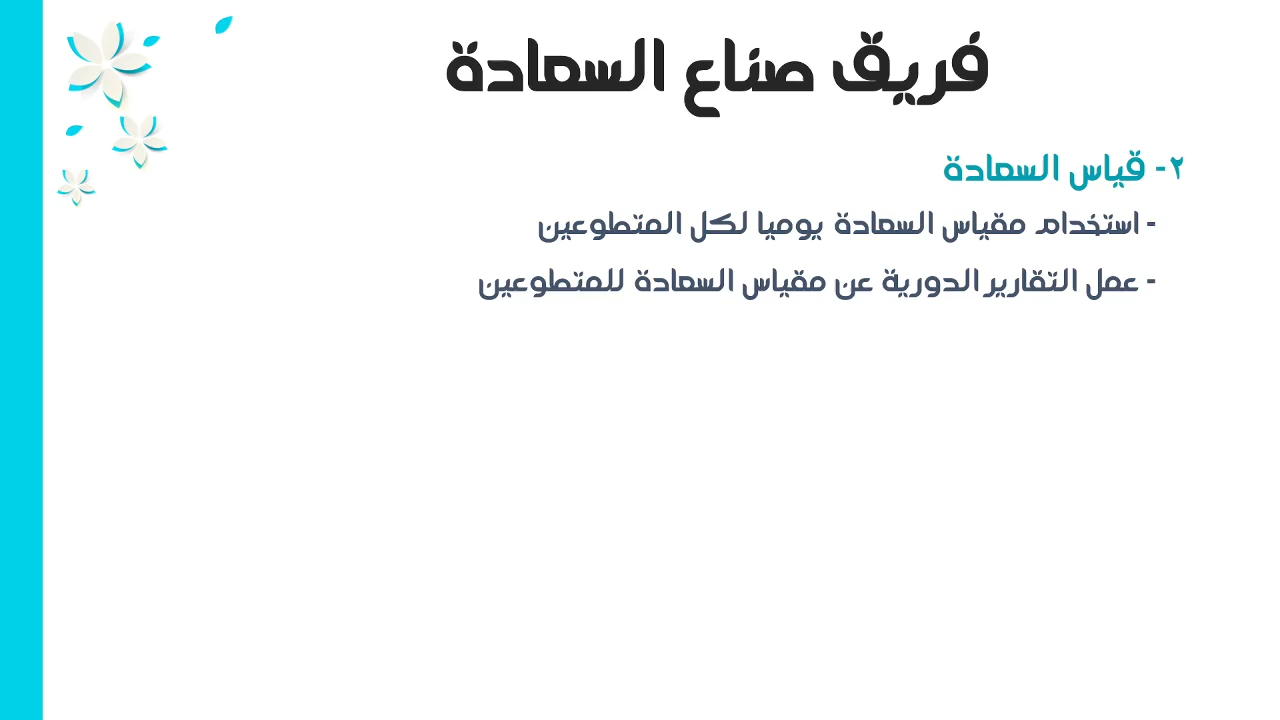 فريق صناع السعادة
٢- قياس السعادة
- استخدام مقياس السعادة يوميا لكل المتطوعين
- عمل التقارير الدورية عن مقياس السعادة للمتطوعين